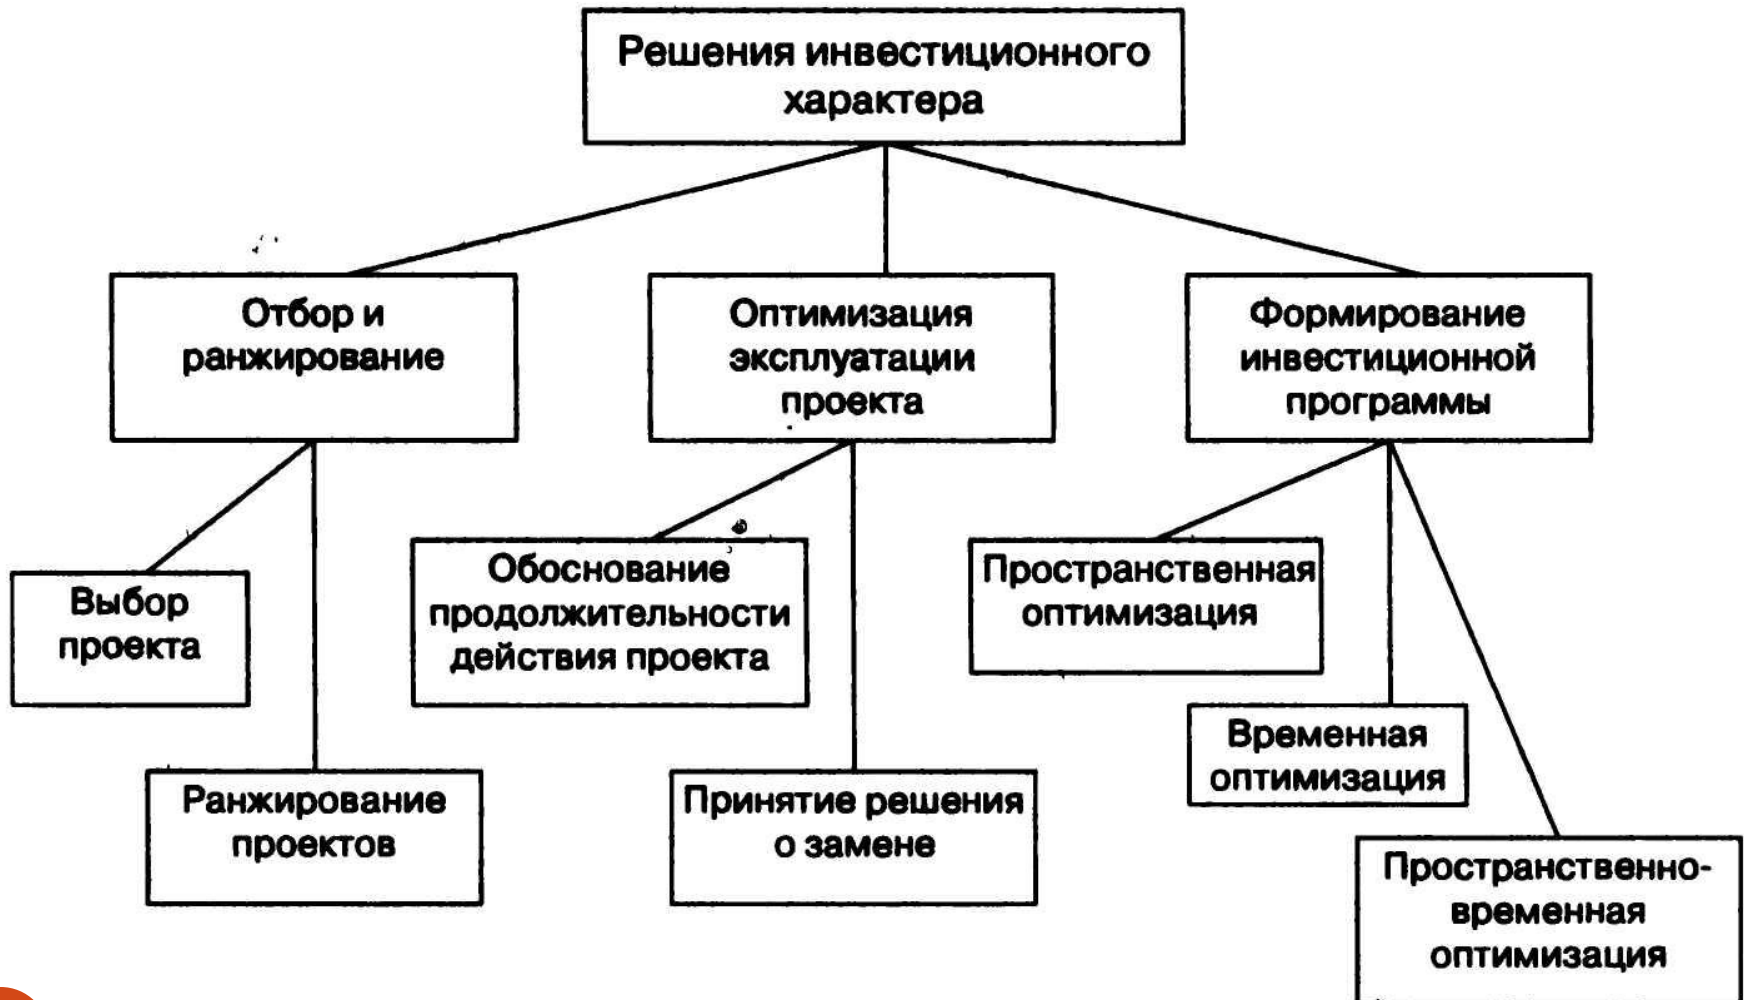 Решения инвестиционного
характера
Отбор и
ранжирование
Оптимизация
эксплуатации
проекта
Формирование
инвестиционной
программы
Выбор
проекта
Ранжирование
проектов
Обоснование
продолжительности
действия проекта
Принятие решения
о замене
Пространственная
оптимизация
Временная
оптимизация
Пространственно-
временная
оптимизация